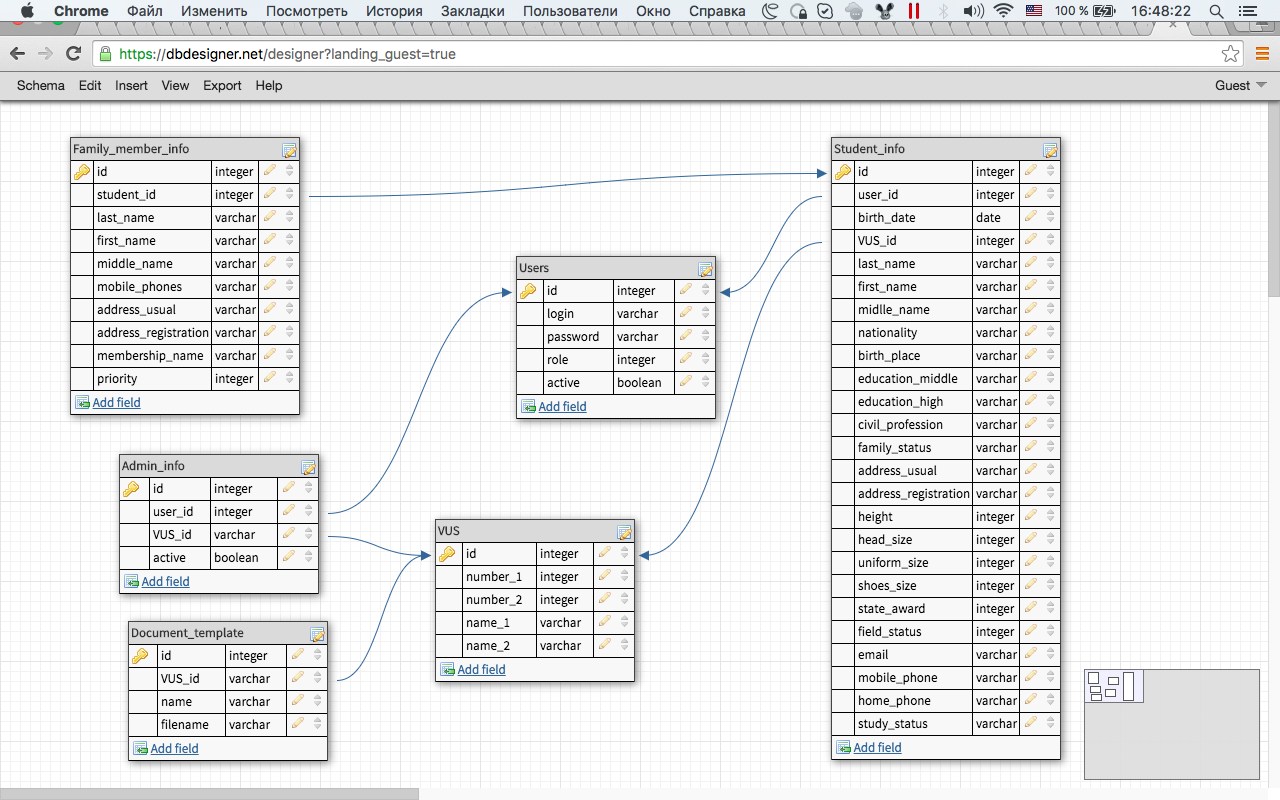 Chrome Файл Изменить Посмотреть История Закладки Пользователи Окно Справка 100 % 16:48:22
https://dbdesigner.net/designer?landing_guest=true
Schema Edit Insert View Export Help Guest
Family_member_info
id integer
student_id integer
last_name varchar
first_name varchar
middle_name varchar
mobile_phones varchar
address_usual varchar
address_registration varchar
membership_name varchar
priority integer
Add field
Admin_info
id integer
user_id integer
VUS_id varchar
active boolean
Add field
Document_template
id integer
VUS_id varchar
name varchar
filename varchar
Add field
Users
id integer
login varchar
password varchar
role integer
active boolean
Add field
VUS
id integer
number_1 integer
number_2 integer
name_1 varchar
name_2 varchar
Add field
Student_info
id integer
user_id integer
birth_date date
VUS_id integer
last_name varchar
first_name varchar
midlle_name varchar
nationality varchar
birth_place varchar
education_middle varchar
education_high varchar
civil_profession varchar
family_status varchar
address_usual varchar
address_registration varchar
height integer
head_size integer
uniform_size integer
shoes_size integer
state_award integer
field_status integer
email varchar
mobile_phone varchar
home_phone varchar
study_status varchar
Add field